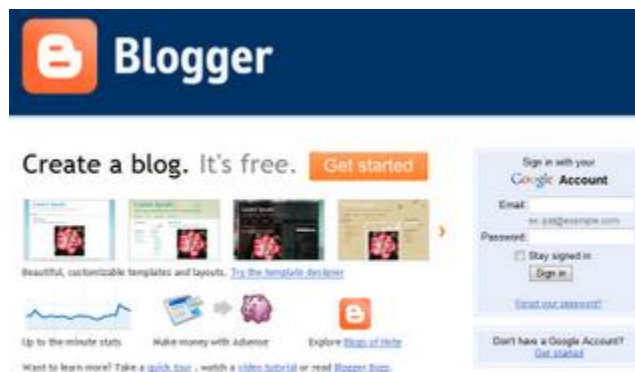 Blogger
Create a blog. It's free. Get started
Beautiful, customizable templates and layouts. Try the template designer
Up to the minute stats
Make money with Adsense
Explore Blogs of Note
Want to learn more? Take a quick tour , watch a video tutorial or read Blogger Buzz.
Sign in with your
Google Account
Email:
ex: pat@example.com
Password:
Stay signed in
Sign in
Forgot your password?
Don't have a Google Account?
Get started